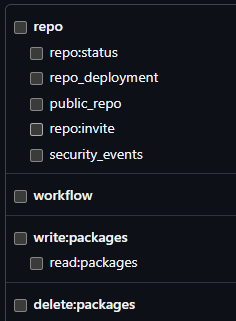 repo
repo:status
repo_deployment
public_repo
repo:invite
security_events
workflow
write:packages
read:packages
delete:packages